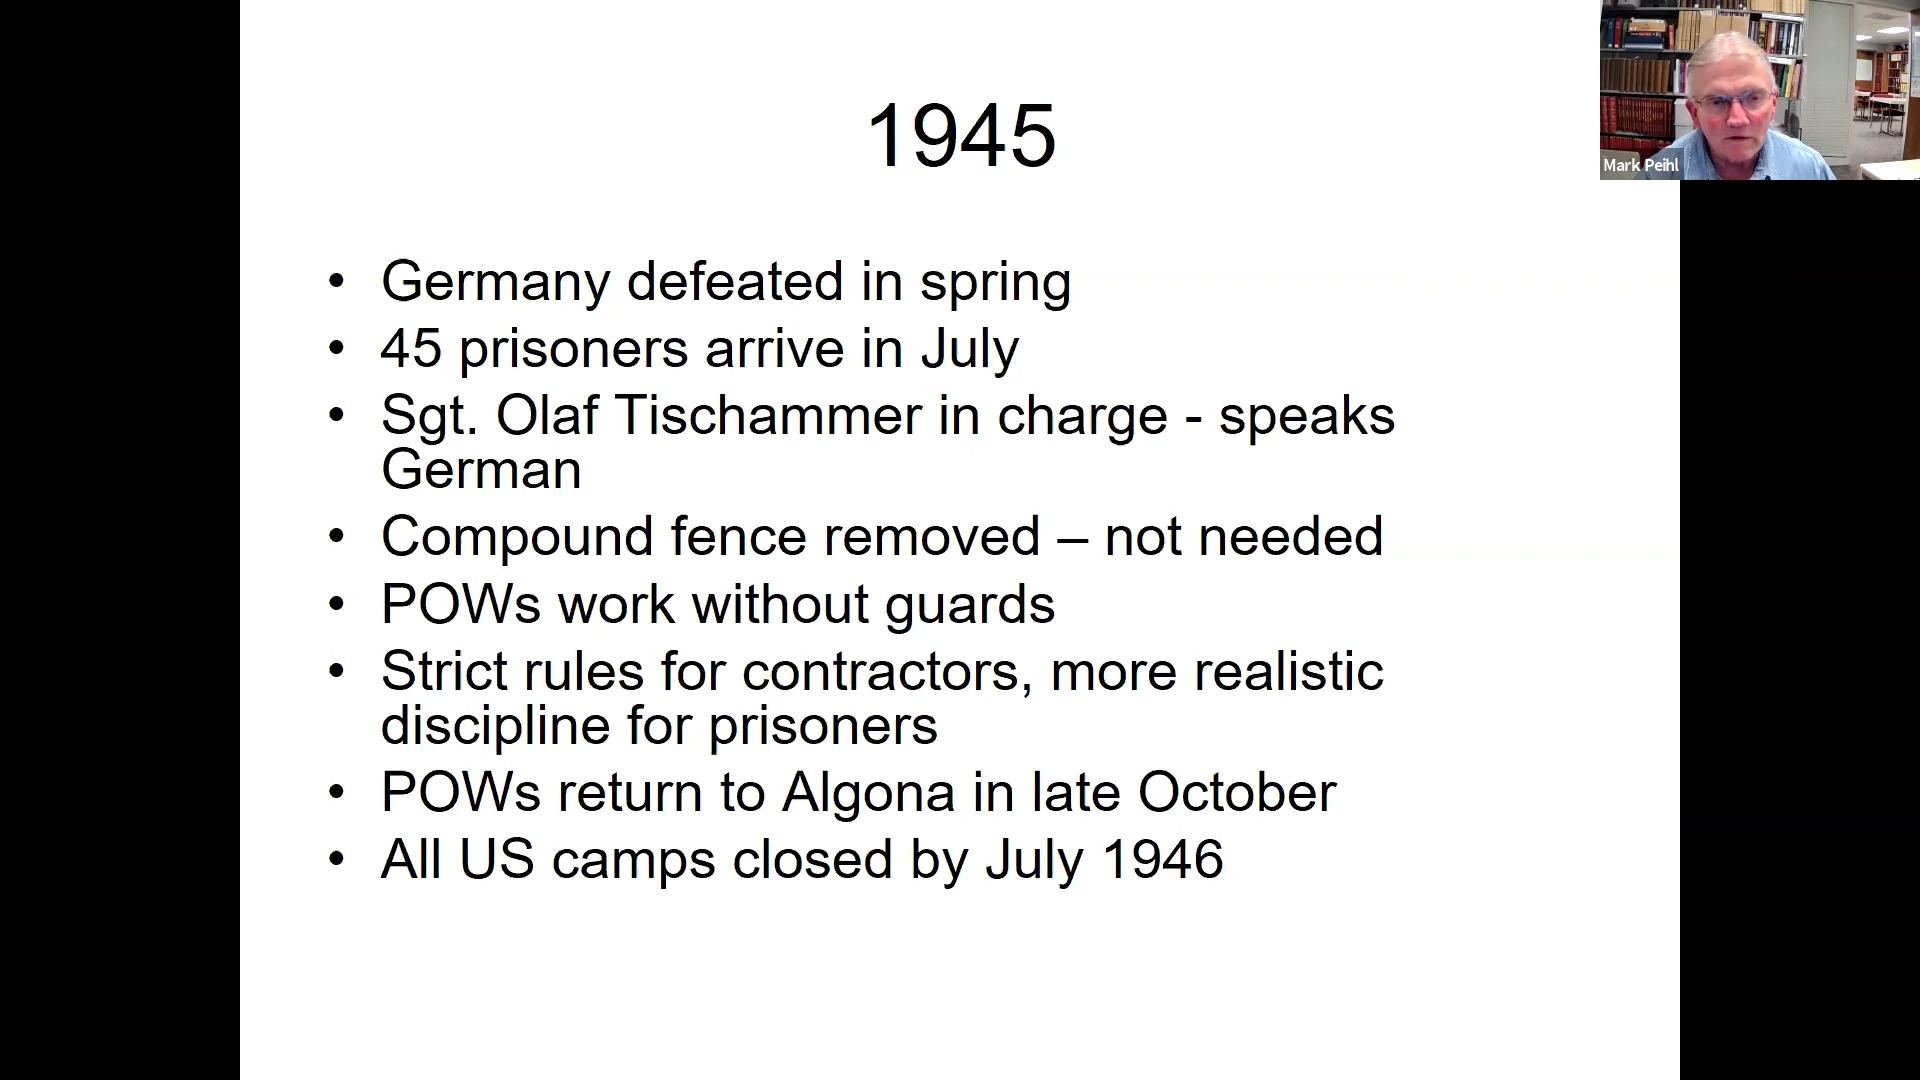 1945
• Germany defeated in spring
• 45 prisoners arrive in July
• Sgt. Olaf Tischammer in charge - speaks
German
• Compound fence removed – not needed
• POWs work without guards
• Strict rules for contractors, more realistic
discipline for prisoners
• POWs return to Algona in late October
• All US camps closed by July 1946
Mark Peihl